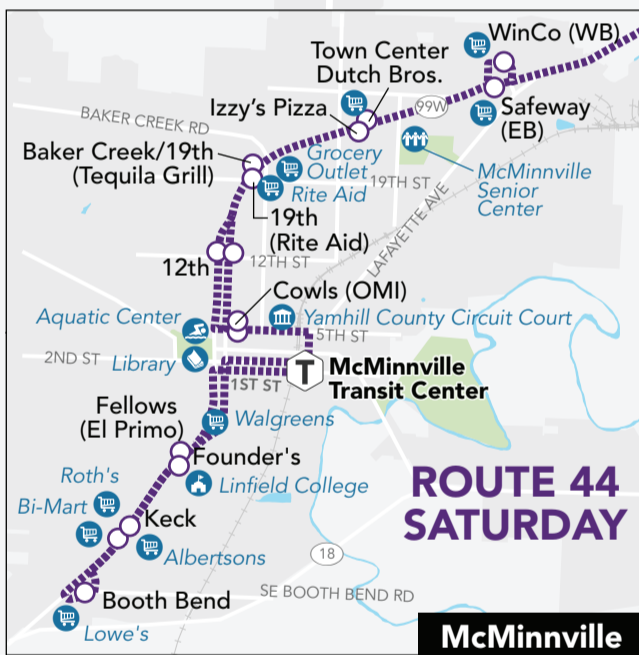 WinCo (WB)
Town Center
Dutch Bros.
Izzy's Pizza
99W
Safeway
(EB)
BAKER CREEK RD
Baker Creek/19th
(Tequila Grill)
Grocery
Outlet
Rite Aid
19TH ST
McMinnville
Senior
Center
19th
(Rite Aid)
LAFAYETTE AVE
12th
12TH ST
Cowls (OMI)
Aquatic Center
Yamhill County Circuit Court
5TH ST
2ND ST
Library
1ST ST
T
McMinnville
Transit Center
Fellows
(El Primo)
Walgreens
Founder's
Linfield College
ROUTE 44
SATURDAY
Roth's
Bi-Mart
Keck
Albertsons
18
Booth Bend
SE BOOTH BEND RD
Lowe's
McMinnville